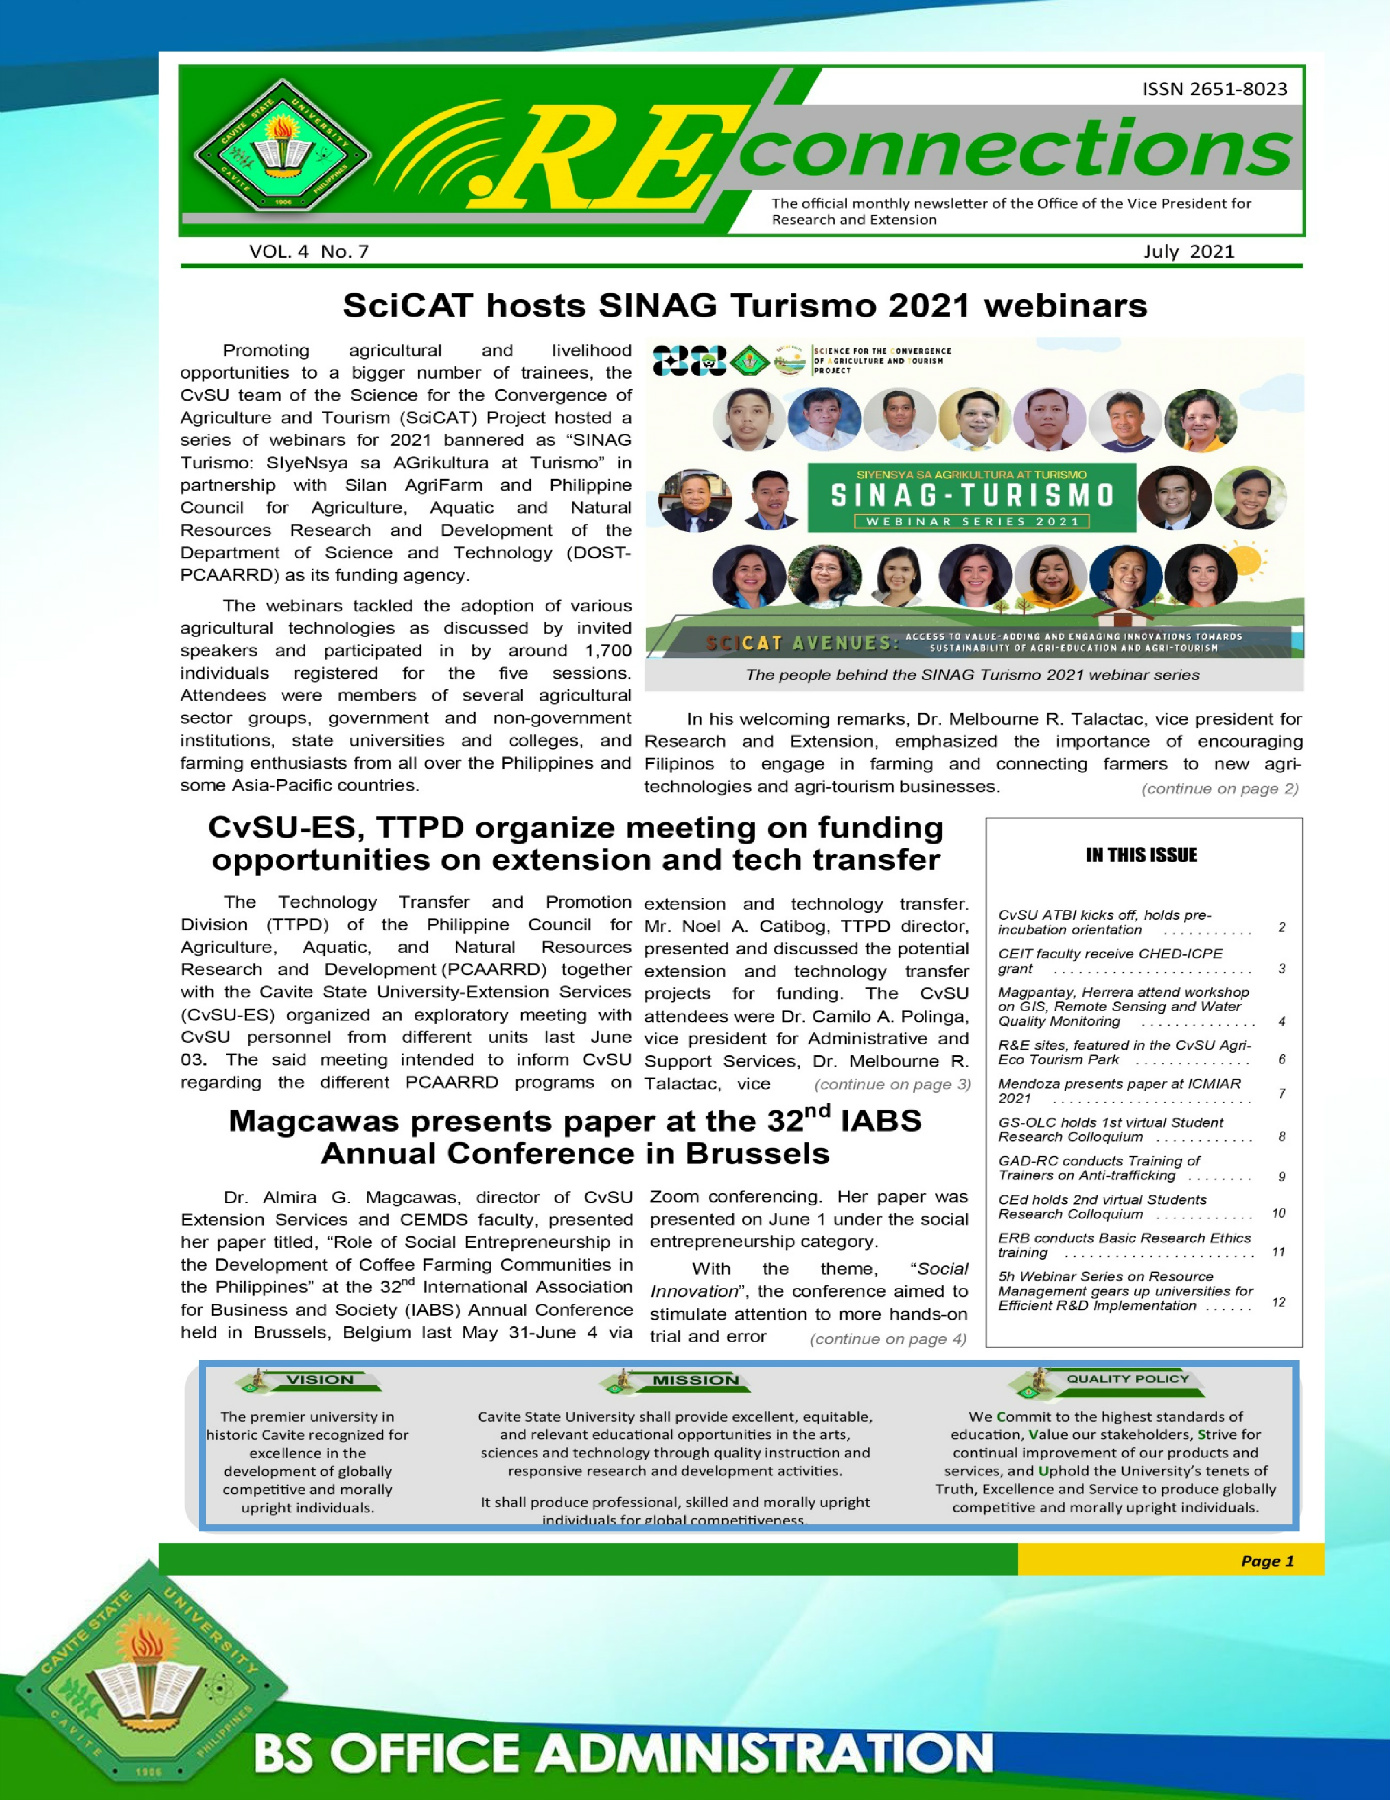 CAVITE STATE UNIVERSITY
CAVITE PHILIPPINES
1906
.REconnections
ISSN 2651-8023
The official monthly newsletter of the Office of the Vice President for
Research and Extension
VOL. 4 No. 7
July 2021
SciCAT hosts SINAG Turismo 2021 webinars
Promoting agricultural and livelihood
opportunities to a bigger number of trainees, the
CvSU team of the Science for the Convergence of
Agriculture and Tourism (SciCAT) Project hosted a
series of webinars for 2021 bannered as “SINAG
Turismo: SIyeNsya sa AGrikultura at Turismo” in
partnership with Silan AgriFarm and Philippine
Council for Agriculture, Aquatic and Natural
Resources Research and Development of the
Department of Science and Technology (DOST-
PCAARRD) as its funding agency.
The webinars tackled the adoption of various
agricultural technologies as discussed by invited
speakers and participated in by around 1,700
individuals registered for the five sessions.
Attendees were members of several agricultural
sector groups, government and non-government
institutions, state universities and colleges, and
farming enthusiasts from all over the Philippines and
some Asia-Pacific countries.
SCIENCE FOR THE CONVERGENCE
OF AGRICULTURE AND TOURISM
PROJECT
SIYENSYA SA AGRIKULTURA AT TURISMO
SINAG-TURISMO
WEBINAR SERIES 2021
SCICAT AVENUES:
ACCESS TO VALUE-ADDING AND ENGAGING INNOVATIONS TOWARDS
SUSTAINABILITY OF AGRI-EDUCATION AND AGRI-TOURISM
The people behind the SINAG Turismo 2021 webinar series
In his welcoming remarks, Dr. Melbourne R. Talactac, vice president for
Research and Extension, emphasized the importance of encouraging
Filipinos to engage in farming and connecting farmers to new agri-
technologies and agri-tourism businesses. (continue on page 2)
CvSU-ES, TTPD organize meeting on funding
opportunities on extension and tech transfer
The Technology Transfer and Promotion
Division (TTPD) of the Philippine Council for
Agriculture, Aquatic, and Natural Resources
Research and Development (PCAARRD) together
with the Cavite State University-Extension Services
(CvSU-ES) organized an exploratory meeting with
CvSU personnel from different units last June
03. The said meeting intended to inform CvSU
regarding the different PCAARRD programs on
extension and technology transfer.
Mr. Noel A. Catibog, TTPD director,
presented and discussed the potential
extension and technology transfer
projects for funding. The CvSU
attendees were Dr. Camilo A. Polinga,
vice president for Administrative and
Support Services, Dr. Melbourne R.
Talactac, vice (continue on page 3)
Magcawas presents paper at the 32nd IABS
Annual Conference in Brussels
Dr. Almira G. Magcawas, director of CvSU
Extension Services and CEMDS faculty, presented
her paper titled, “Role of Social Entrepreneurship in
the Development of Coffee Farming Communities in
the Philippines” at the 32nd International Association
for Business and Society (IABS) Annual Conference
held in Brussels, Belgium last May 31-June 4 via
Zoom conferencing. Her paper was
presented on June 1 under the social
entrepreneurship category.
With the theme, “Social
Innovation”, the conference aimed to
stimulate attention to more hands-on
trial and error (continue on page 4)
IN THIS ISSUE
CvSU ATBI kicks off, holds pre-
incubation orientation ........... 2
CEIT faculty receive CHED-ICPE
grant ........................ 3
Magpantay, Herrera attend workshop
on GIS, Remote Sensing and Water
Quality Monitoring .............. 4
R&E sites, featured in the CvSU Agri-
Eco Tourism Park .............. 6
Mendoza presents paper at ICMIAR
2021 ........................ 7
GS-OLC holds 1st virtual Student
Research Colloquium ............ 8
GAD-RC conducts Training of
Trainers on Anti-trafficking ........ 9
CEd holds 2nd virtual Students
Research Colloquium ............ 10
ERB conducts Basic Research Ethics
training ....................... 11
5h Webinar Series on Resource
Management gears up universities for
Efficient R&D Implementation ...... 12
VISION
The premier university in
historic Cavite recognized for
excellence in the
development of globally
competitive and morally
upright individuals.
MISSION
Cavite State University shall provide excellent, equitable,
and relevant educational opportunities in the arts,
sciences and technology through quality instruction and
responsive research and development activities.
It shall produce professional, skilled and morally upright
individuals for global competitiveness.
QUALITY POLICY
We Commit to the highest standards of
education, Value our stakeholders, Strive for
continual improvement of our products and
services, and Uphold the University’s tenets of
Truth, Excellence and Service to produce globally
competitive and morally upright individuals.
Page 1
CAVITE STATE UNIVERSITY
CAVITE PHILIPPINES
1906
BS OFFICE ADMINISTRATION